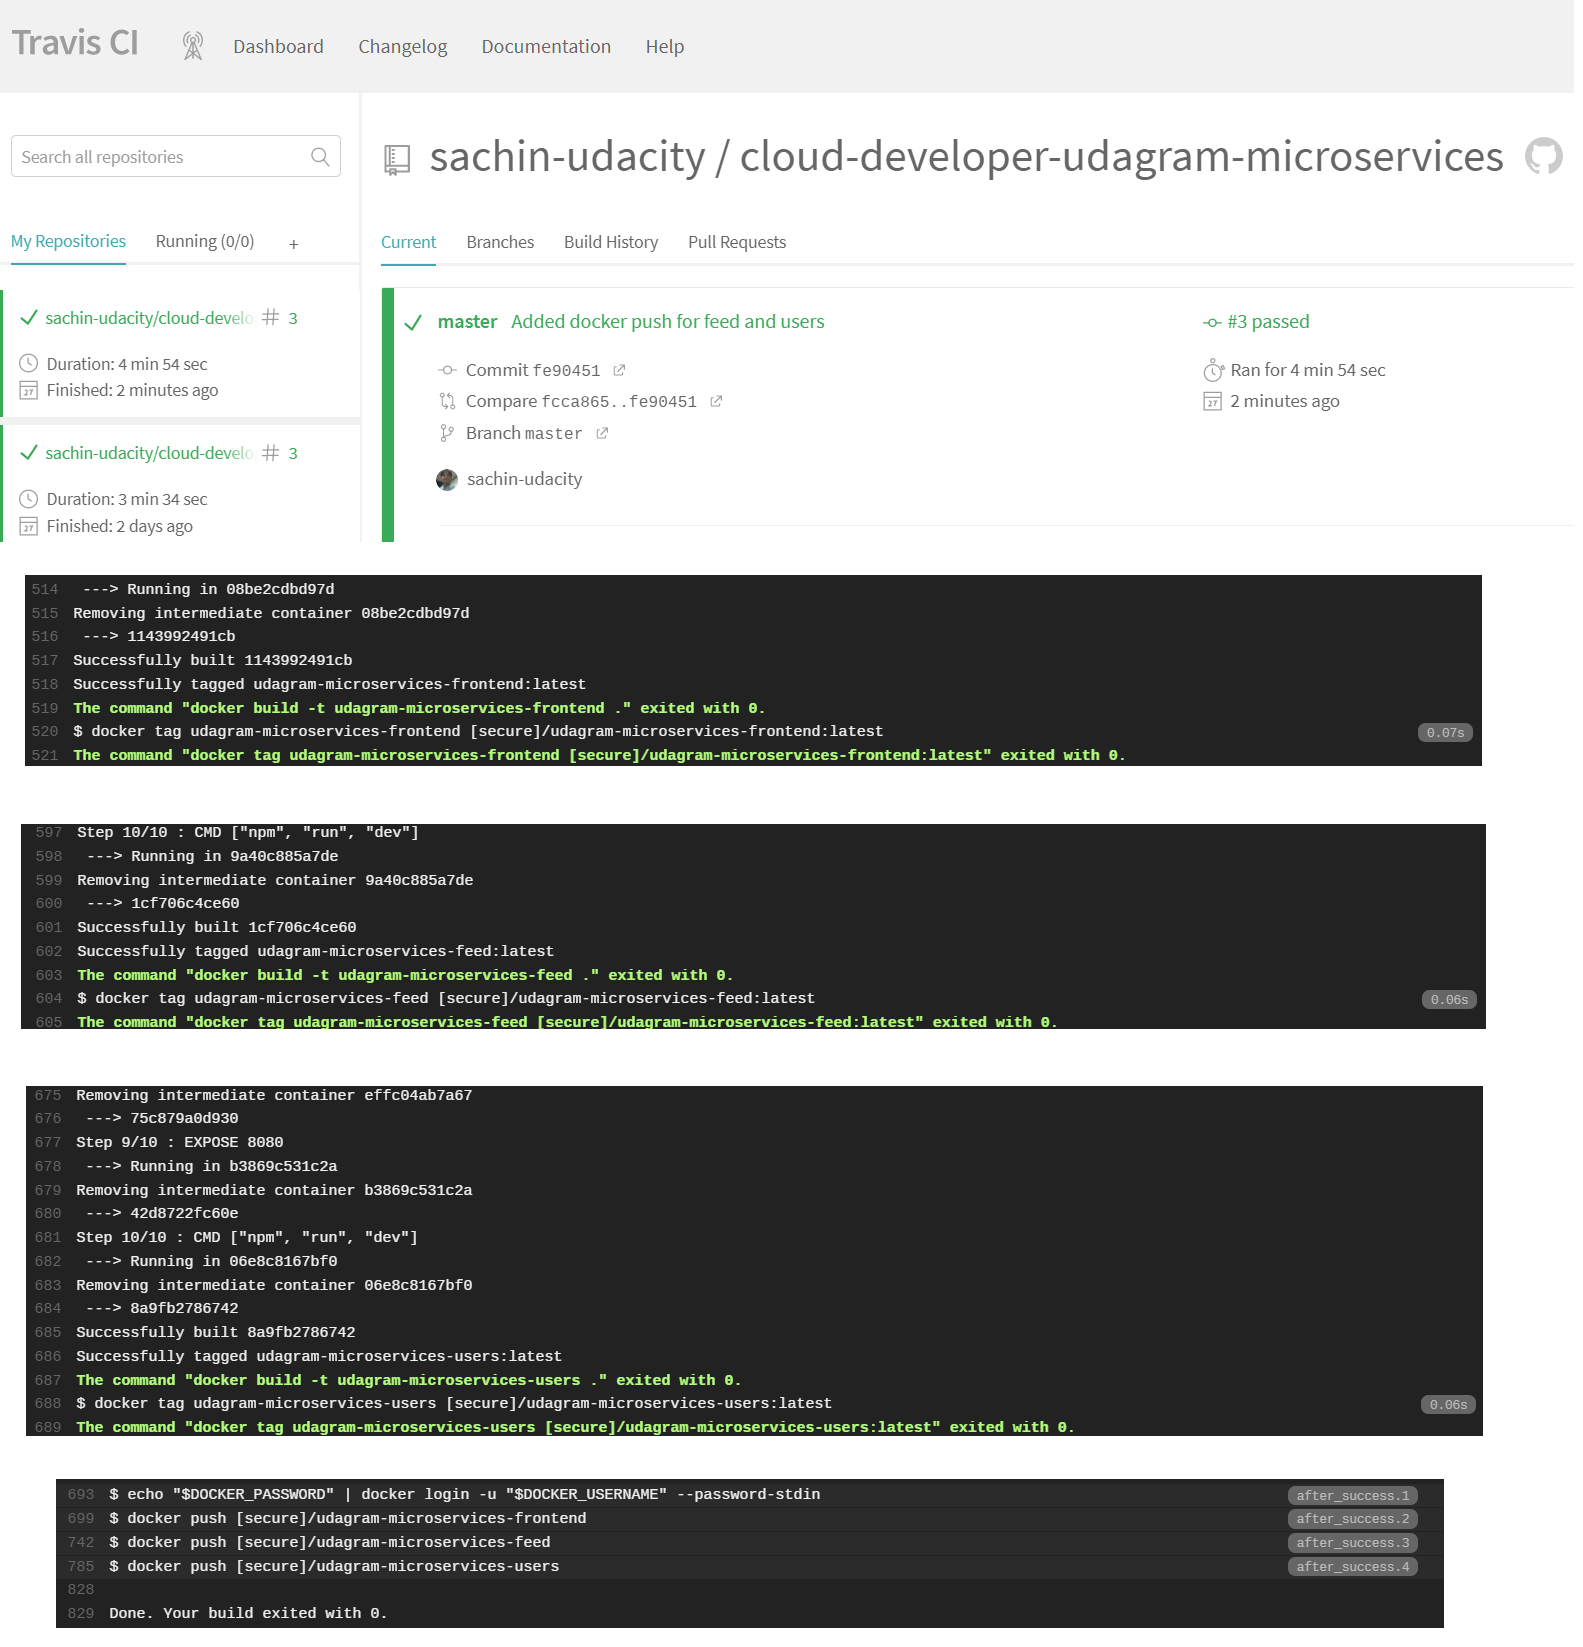 Travis CI Dashboard Changelog Documentation Help
Search all repositories
My Repositories Running (0/0) +
sachin-udacity/cloud-develo # 3
Duration: 4 min 54 sec
Finished: 2 minutes ago
sachin-udacity/cloud-develo # 3
Duration: 3 min 34 sec
Finished: 2 days ago
sachin-udacity / cloud-developer-udagram-microservices
Current Branches Build History Pull Requests
master Added docker push for feed and users
Commit fe90451
Compare fcca865..fe90451
Branch master
sachin-udacity
#3 passed
Ran for 4 min 54 sec
2 minutes ago
514 ---> Running in 08be2cdbd97d
515 Removing intermediate container 08be2cdbd97d
516 ---> 1143992491cb
517 Successfully built 1143992491cb
518 Successfully tagged udagram-microservices-frontend:latest
519 The command "docker build -t udagram-microservices-frontend ." exited with 0.
520 $ docker tag udagram-microservices-frontend [secure]/udagram-microservices-frontend:latest 0.07s
521 The command "docker tag udagram-microservices-frontend [secure]/udagram-microservices-frontend:latest" exited with 0.
597 Step 10/10 : CMD ["npm", "run", "dev"]
598 ---> Running in 9a40c885a7de
599 Removing intermediate container 9a40c885a7de
600 ---> 1cf706c4ce60
601 Successfully built 1cf706c4ce60
602 Successfully tagged udagram-microservices-feed:latest
603 The command "docker build -t udagram-microservices-feed ." exited with 0.
604 $ docker tag udagram-microservices-feed [secure]/udagram-microservices-feed:latest 0.06s
605 The command "docker tag udagram-microservices-feed [secure]/udagram-microservices-feed:latest" exited with 0.
675 Removing intermediate container effc04ab7a67
676 ---> 75c879a0d930
677 Step 9/10 : EXPOSE 8080
678 ---> Running in b3869c531c2a
679 Removing intermediate container b3869c531c2a
680 ---> 42d8722fc60e
681 Step 10/10 : CMD ["npm", "run", "dev"]
682 ---> Running in 06e8c8167bf0
683 Removing intermediate container 06e8c8167bf0
684 ---> 8a9fb2786742
685 Successfully built 8a9fb2786742
686 Successfully tagged udagram-microservices-users:latest
687 The command "docker build -t udagram-microservices-users ." exited with 0.
688 $ docker tag udagram-microservices-users [secure]/udagram-microservices-users:latest 0.06s
689 The command "docker tag udagram-microservices-users [secure]/udagram-microservices-users:latest" exited with 0.
693 $ echo "$DOCKER_PASSWORD" | docker login -u "$DOCKER_USERNAME" --password-stdin after_success.1
699 $ docker push [secure]/udagram-microservices-frontend after_success.2
742 $ docker push [secure]/udagram-microservices-feed after_success.3
785 $ docker push [secure]/udagram-microservices-users after_success.4
828
829 Done. Your build exited with 0.